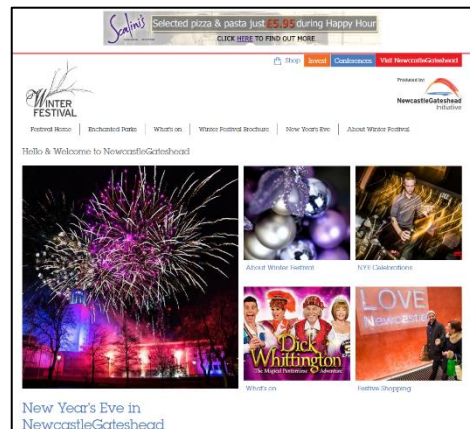 Scalini's
Selected pizza & pasta just £5.95 during Happy Hour
CLICK HERE TO FIND OUT MORE
Shop
Invest
Conferences
Visit NewcastleGateshead
WINTER
FESTIVAL
Produced by:
NewcastleGateshead
Initiative
Festival Home
Enchanted Parks
What's on
Winter Festival Brochure
New Year's Eve
About Winter Festival
Hello & Welcome to NewcastleGateshead
About Winter Festival
NYE Celebrations
Dick
Whittington
The Magical Pantomime Adventure
LOVE
Newcastle
What's on
Festive Shopping
New Year's Eve in
NewcastleGateshead